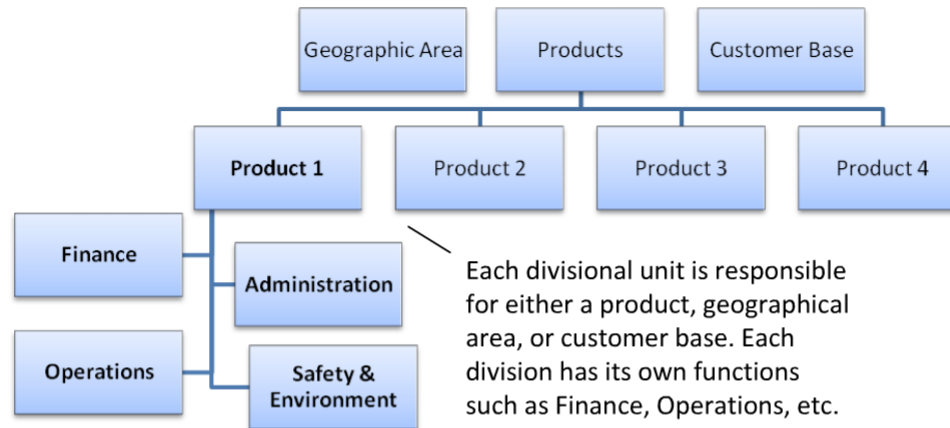 Geographic Area
Products
Customer Base
Product 1
Product 2
Product 3
Product 4
Finance
Administration
Operations
Safety &
Environment
Each divisional unit is responsible
for either a product, geographical
area, or customer base. Each
division has its own functions
such as Finance, Operations, etc.